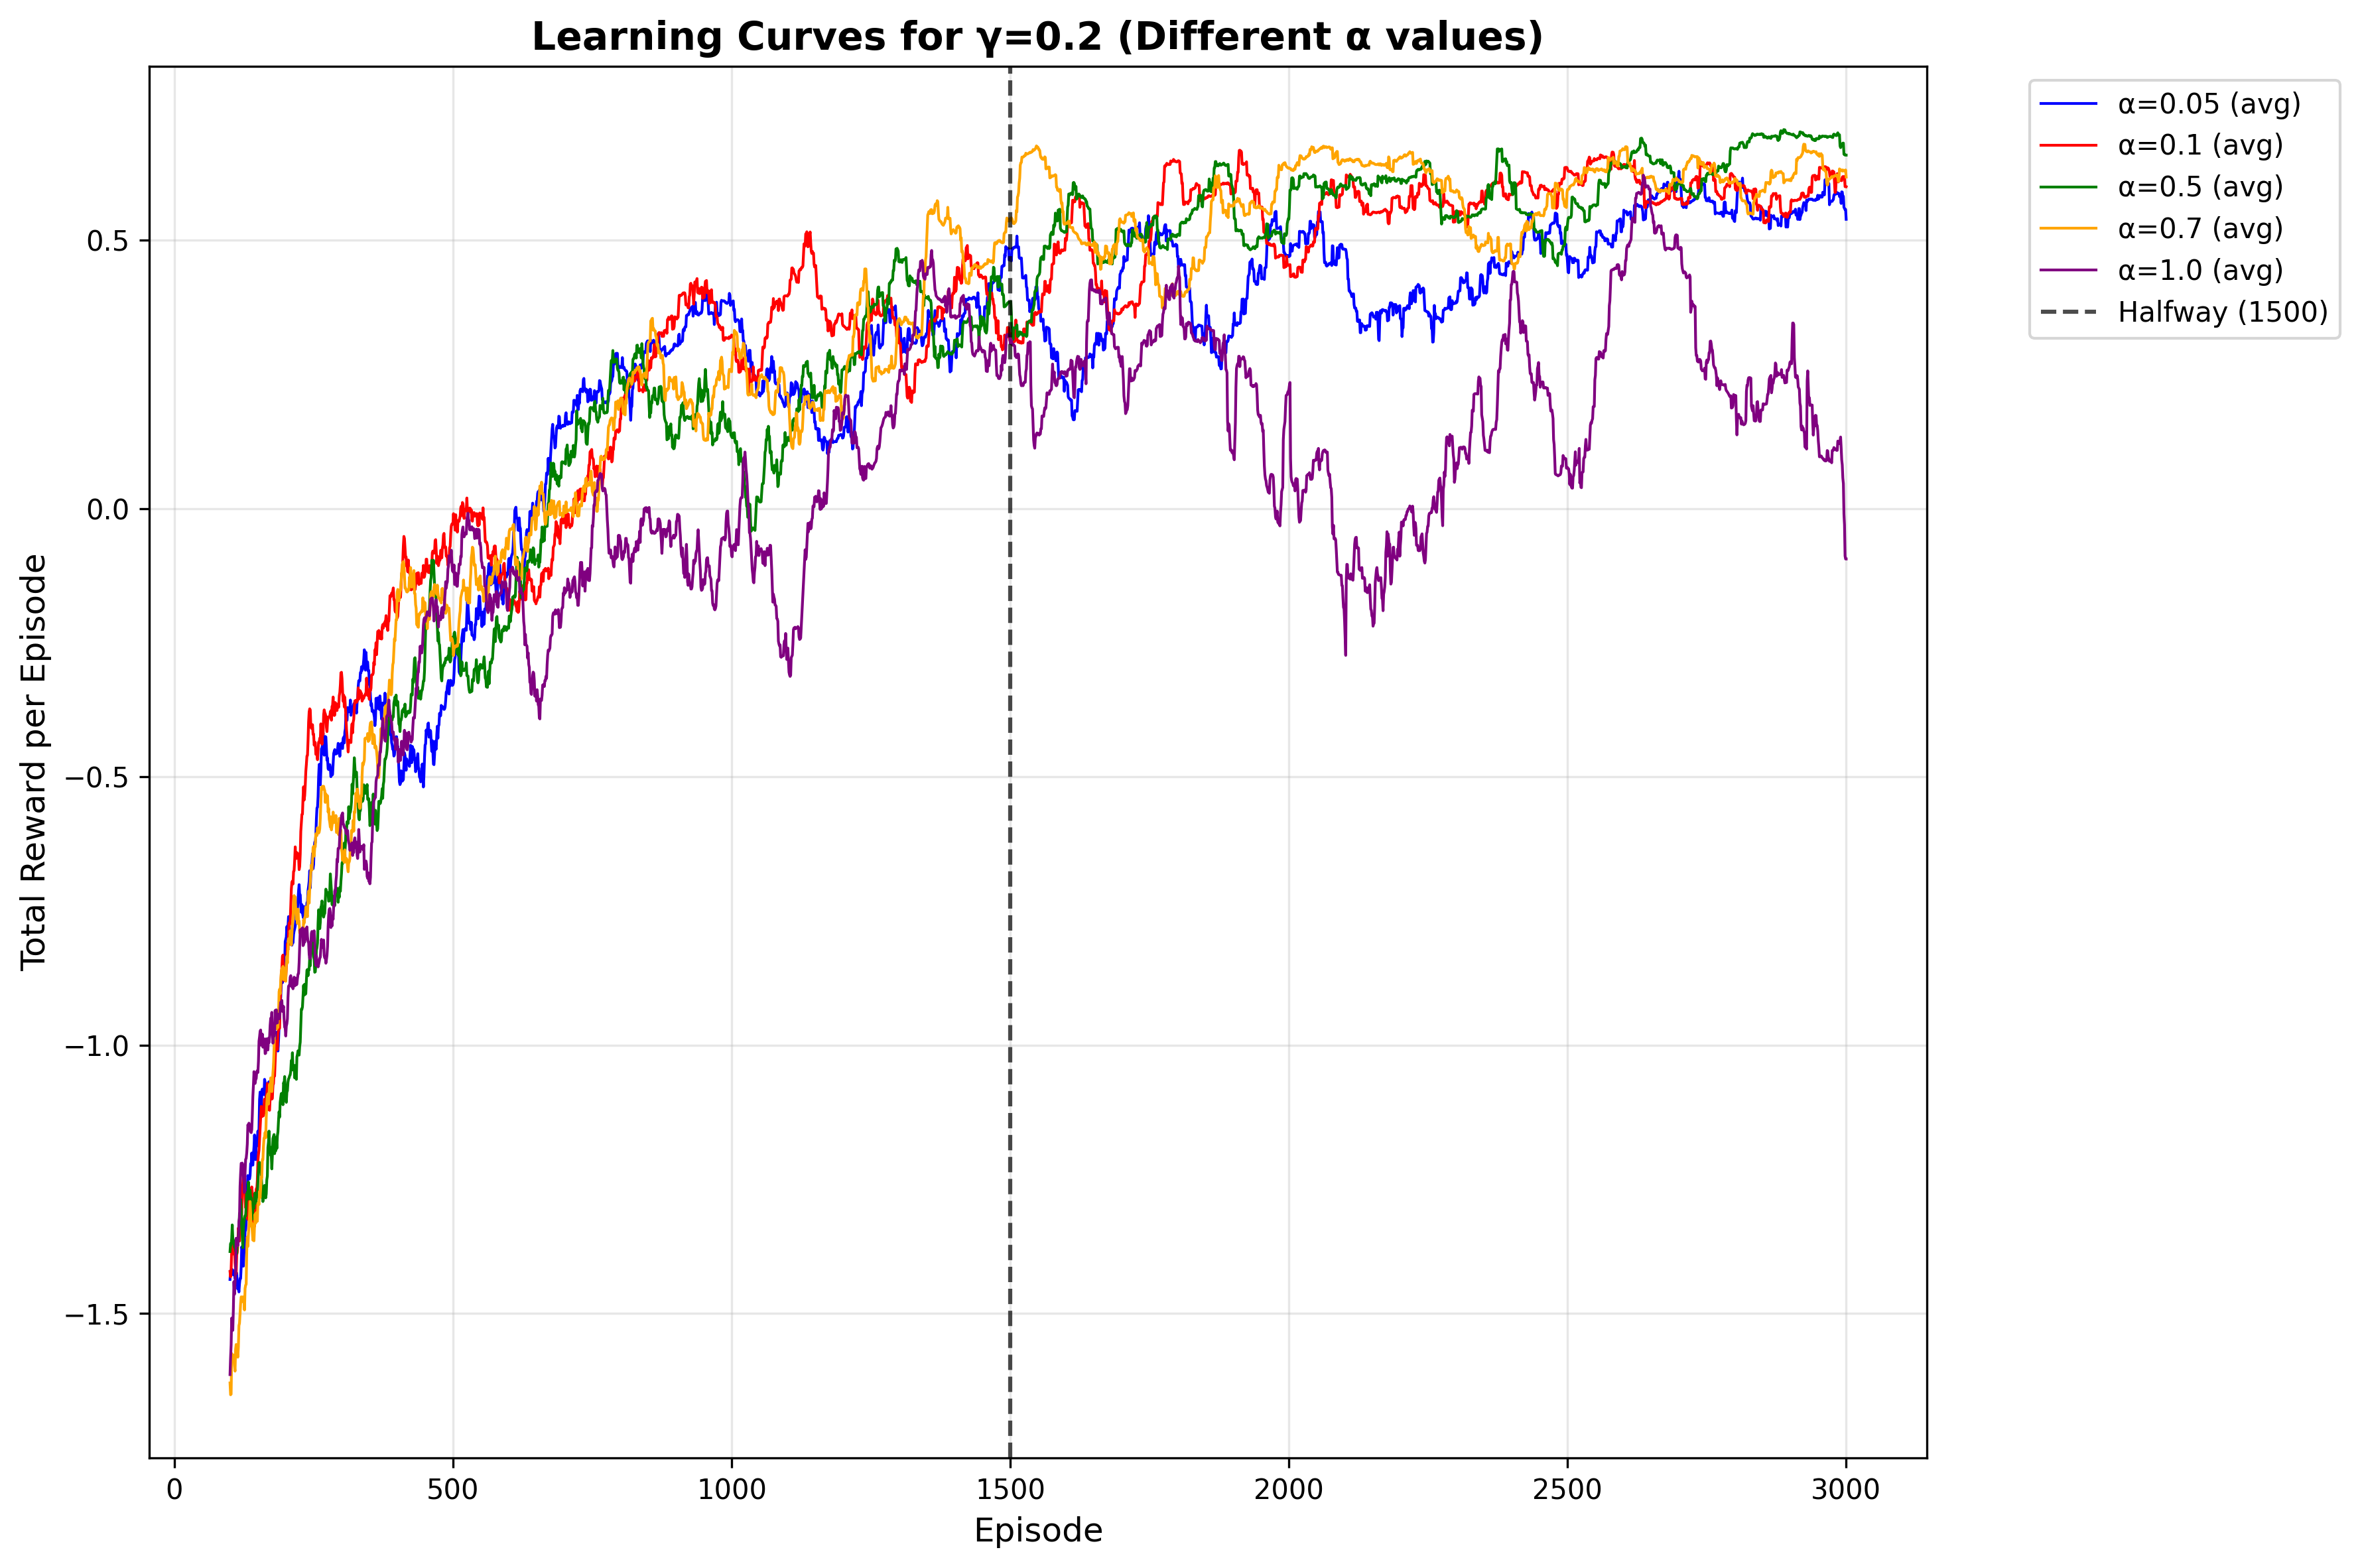 Learning Curves for γ=0.2 (Different α values)
α=0.05 (avg)
α=0.1 (avg)
α=0.5 (avg)
α=0.7 (avg)
α=1.0 (avg)
Halfway (1500)
Total Reward per Episode
0.5
0.0
−0.5
−1.0
−1.5
0 500 1000 1500 2000 2500 3000
Episode